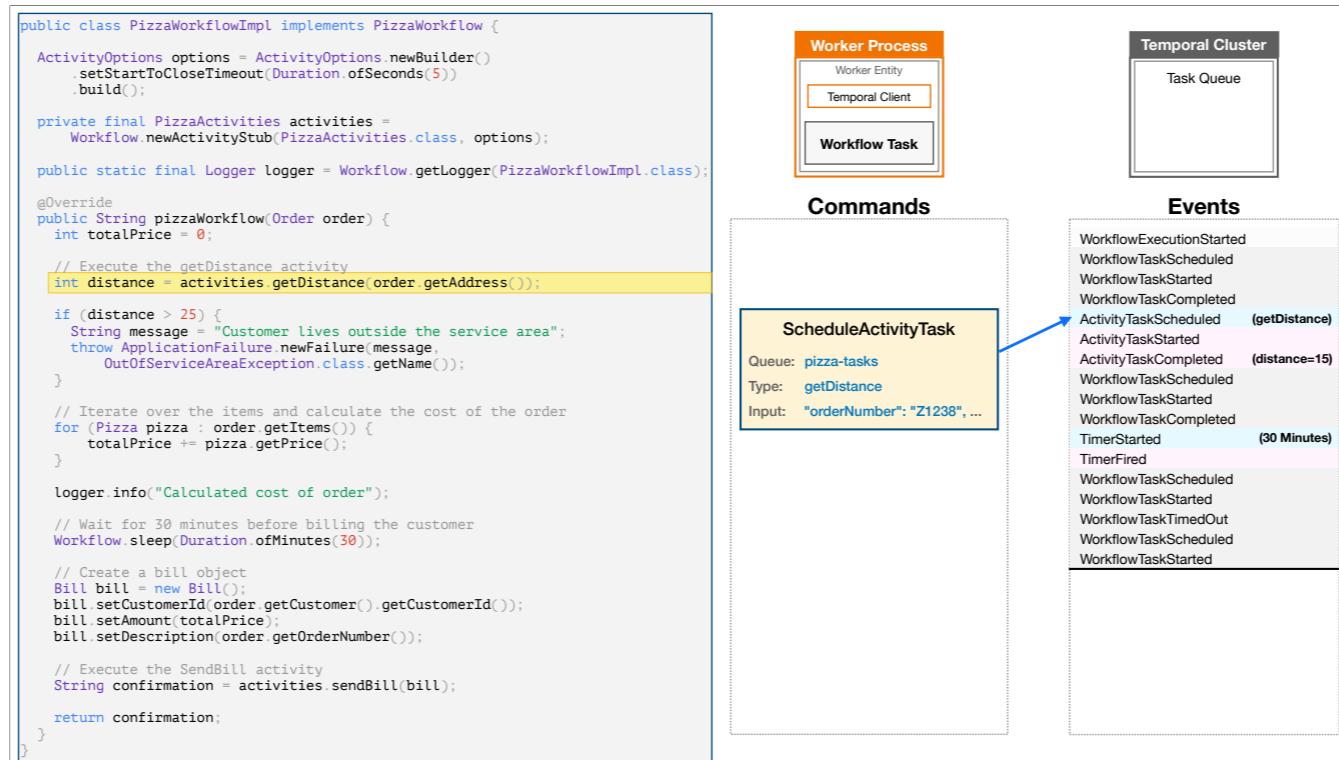 public class PizzaWorkflowImpl implements PizzaWorkflow {
ActivityOptions options = ActivityOptions.newBuilder()
.setStartToCloseTimeout(Duration.ofSeconds(5))
.build();
private final PizzaActivities activities =
Workflow.newActivityStub(PizzaActivities.class, options);
public static final Logger logger = Workflow.getLogger(PizzaWorkflowImpl.class);
@Override
public String pizzaWorkflow(Order order) {
int totalPrice = 0;
// Execute the getDistance activity
int distance = activities.getDistance(order.getAddress());
if (distance > 25) {
String message = "Customer lives outside the service area";
throw ApplicationFailure.newFailure(message,
OutOfServiceAreaException.class.getName());
}
// Iterate over the items and calculate the cost of the order
for (Pizza pizza : order.getItems()) {
totalPrice += pizza.getPrice();
}
logger.info("Calculated cost of order");
// Wait for 30 minutes before billing the customer
Workflow.sleep(Duration.ofMinutes(30));
// Create a bill object
Bill bill = new Bill();
bill.setCustomerId(order.getCustomer().getCustomerId());
bill.setAmount(totalPrice);
bill.setDescription(order.getOrderNumber());
// Execute the SendBill activity
String confirmation = activities.sendBill(bill);
return confirmation;
}
}
Worker Process
Worker Entity
Temporal Client
Workflow Task
Commands
ScheduleActivityTask
Queue: pizza-tasks
Type: getDistance
Input: "orderNumber": "Z1238", ...
Temporal Cluster
Task Queue
Events
WorkflowExecutionStarted
WorkflowTaskScheduled
WorkflowTaskStarted
WorkflowTaskCompleted
ActivityTaskScheduled (getDistance)
ActivityTaskStarted
ActivityTaskCompleted (distance=15)
WorkflowTaskScheduled
WorkflowTaskStarted
WorkflowTaskCompleted
TimerStarted (30 Minutes)
TimerFired
WorkflowTaskScheduled
WorkflowTaskStarted
WorkflowTaskTimedOut
WorkflowTaskScheduled
WorkflowTaskStarted